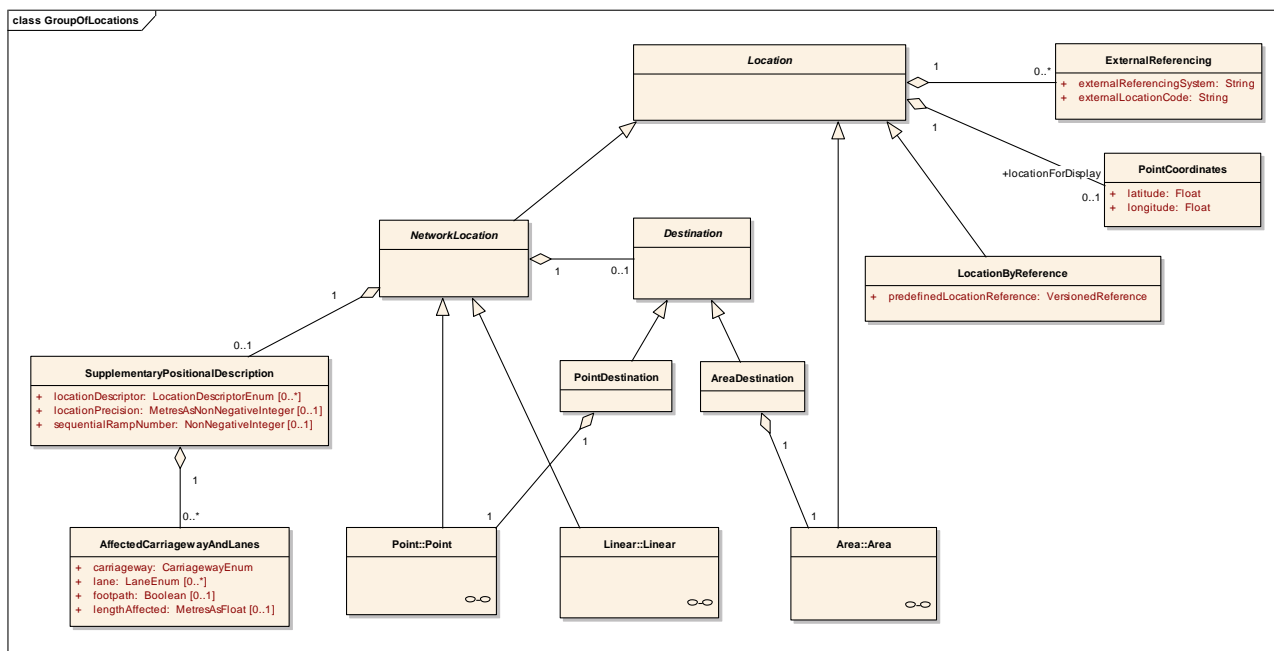 class GroupOfLocations
Location
1
0..*
ExternalReferencing
+ externalReferencingSystem: String
+ externalLocationCode: String
1
+locationForDisplay
0..1
PointCoordinates
+ latitude: Float
+ longitude: Float
NetworkLocation
1
0..1
Destination
LocationByReference
+ predefinedLocationReference: VersionedReference
1
0..1
SupplementaryPositionalDescription
+ locationDescriptor: LocationDescriptorEnum [0..*]
+ locationPrecision: MetresAsNonNegativeInteger [0..1]
+ sequentialRampNumber: NonNegativeInteger [0..1]
PointDestination
AreaDestination
1
1
1
0..*
1
1
AffectedCarriagewayAndLanes
+ carriageway: CarriagewayEnum
+ lane: LaneEnum [0..*]
+ footpath: Boolean [0..1]
+ lengthAffected: MetresAsFloat [0..1]
Point::Point
Linear::Linear
Area::Area